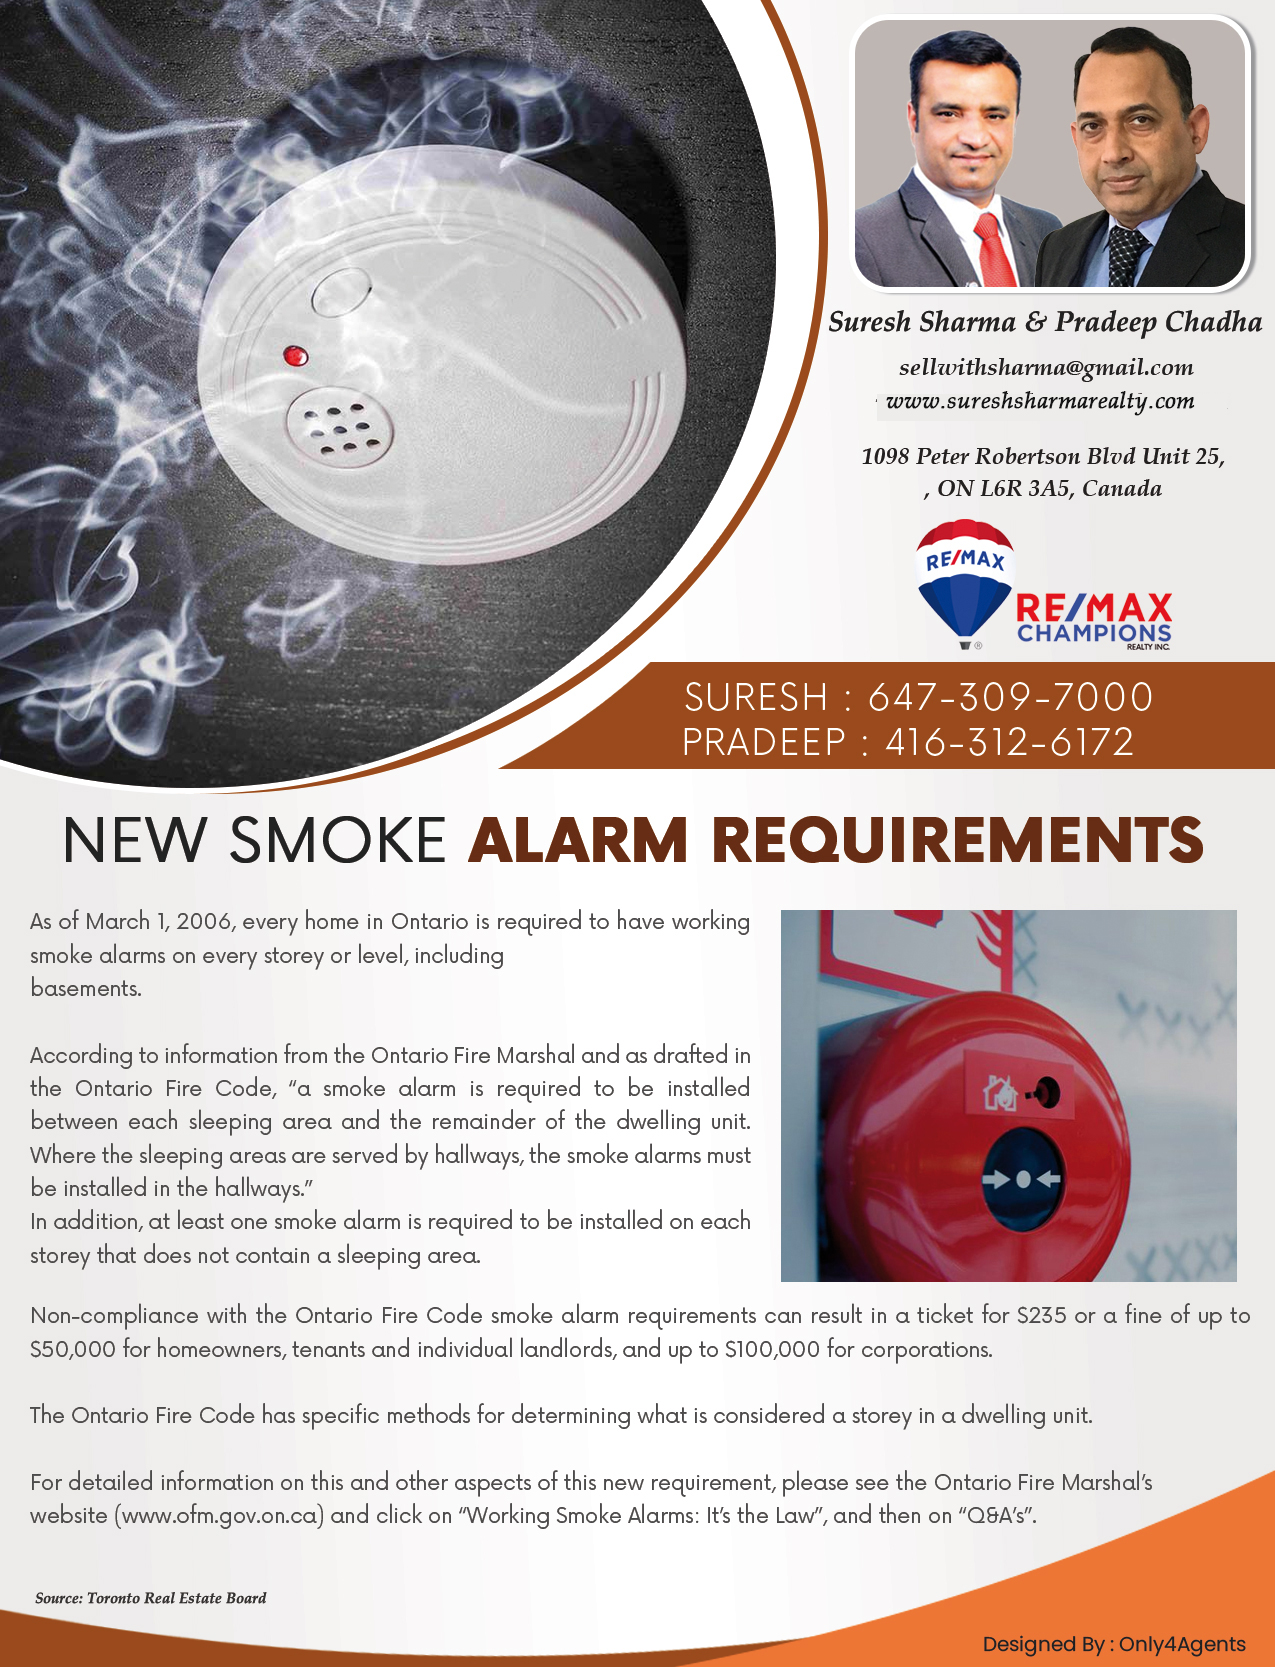 Suresh Sharma & Pradeep Chadha
sellwithsharma@gmail.com
www.sureshsharmarealty.com
1098 Peter Robertson Blvd Unit 25,
, ON L6R 3A5, Canada
RE/MAX
RE/MAX
CHAMPIONS
REALTY INC.
®
SURESH : 647-309-7000
PRADEEP : 416-312-6172
NEW SMOKE ALARM REQUIREMENTS
As of March 1, 2006, every home in Ontario is required to have working
smoke alarms on every storey or level, including
basements.
According to information from the Ontario Fire Marshal and as drafted in
the Ontario Fire Code, “a smoke alarm is required to be installed
between each sleeping area and the remainder of the dwelling unit.
Where the sleeping areas are served by hallways, the smoke alarms must
be installed in the hallways.”
In addition, at least one smoke alarm is required to be installed on each
storey that does not contain a sleeping area.
Non-compliance with the Ontario Fire Code smoke alarm requirements can result in a ticket for $235 or a fine of up to
$50,000 for homeowners, tenants and individual landlords, and up to $100,000 for corporations.
The Ontario Fire Code has specific methods for determining what is considered a storey in a dwelling unit.
For detailed information on this and other aspects of this new requirement, please see the Ontario Fire Marshal’s
website (www.ofm.gov.on.ca) and click on “Working Smoke Alarms: It’s the Law”, and then on “Q&A’s”.
Source: Toronto Real Estate Board
Designed By : Only4Agents